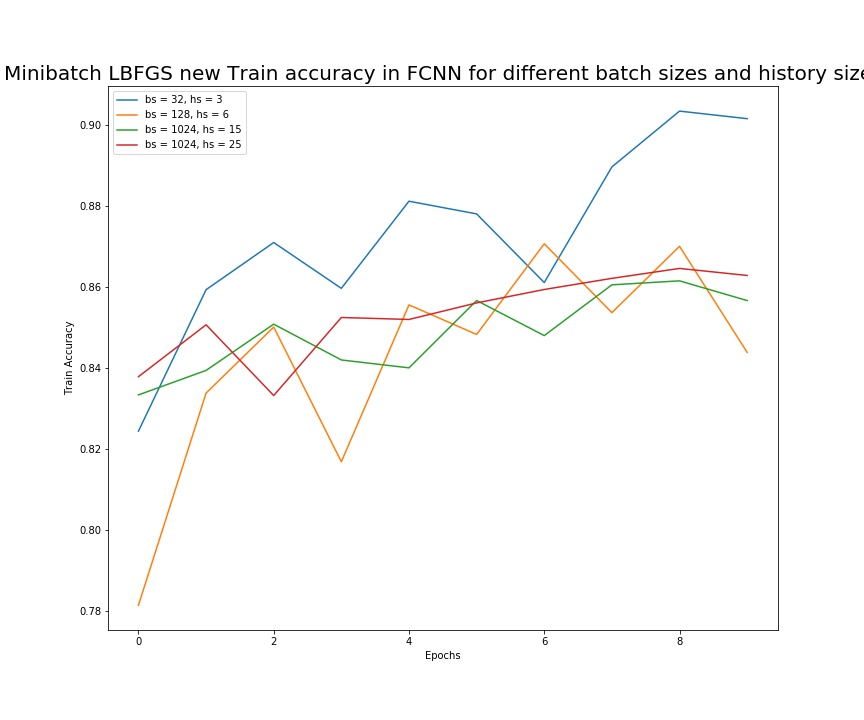 Minibatch LBFGS new Train accuracy in FCNN for different batch sizes and history size
bs = 32, hs = 3
bs = 128, hs = 6
bs = 1024, hs = 15
bs = 1024, hs = 25
0.90
0.88
0.86
0.84
0.82
0.80
0.78
Train Accuracy
0 2 4 6 8
Epochs